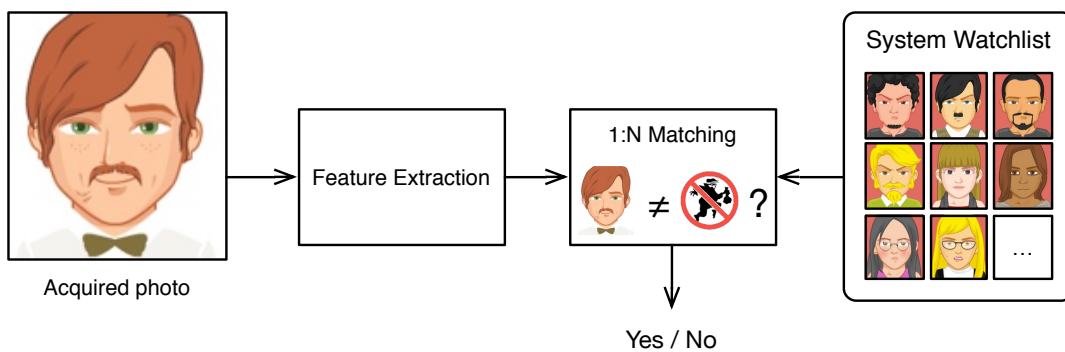 System Watchlist
1:N Matching
Feature Extraction
≠ ?
...
Acquired photo
Yes / No